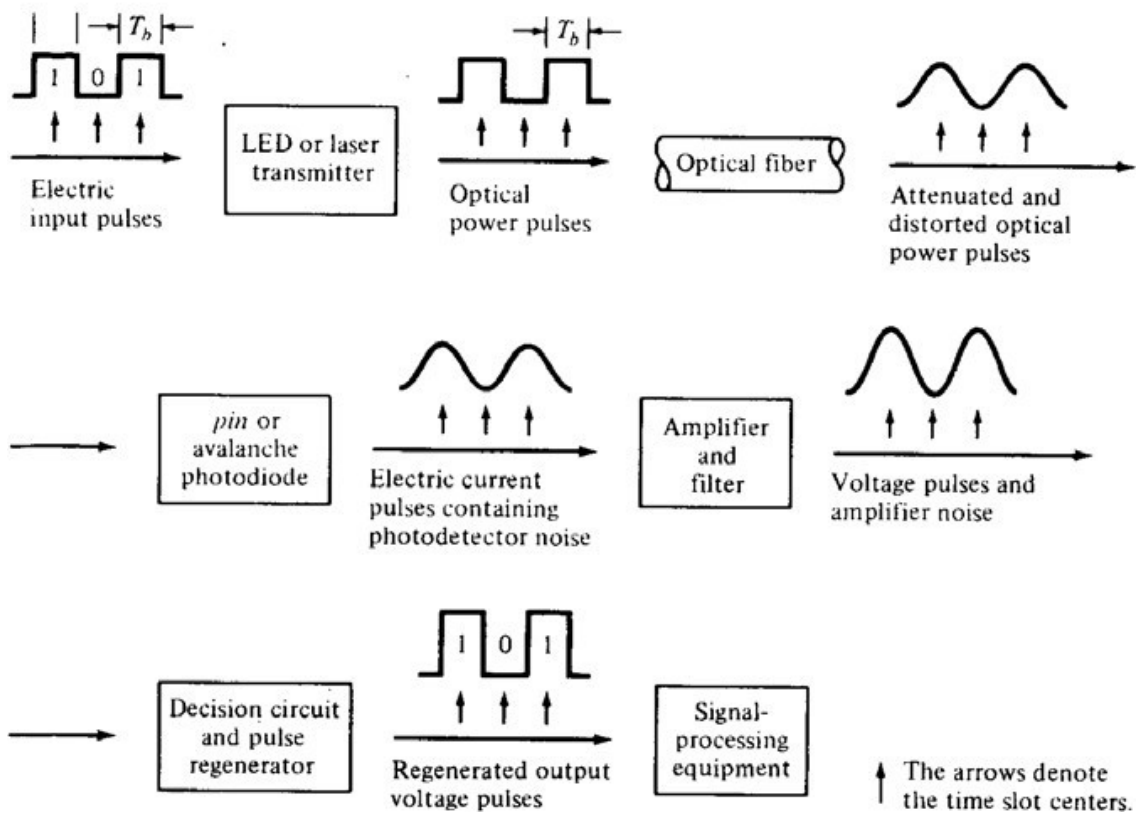 T_b
1 0 1
Electric
input pulses
LED or laser
transmitter
T_b
Optical
power pulses
Optical fiber
Attenuated and
distorted optical
power pulses
pin or
avalanche
photodiode
Electric current
pulses containing
photodetector noise
Amplifier
and
filter
Voltage pulses and
amplifier noise
Decision circuit
and pulse
regenerator
1 0 1
Regenerated output
voltage pulses
Signal-
processing
equipment
The arrows denote
the time slot centers.